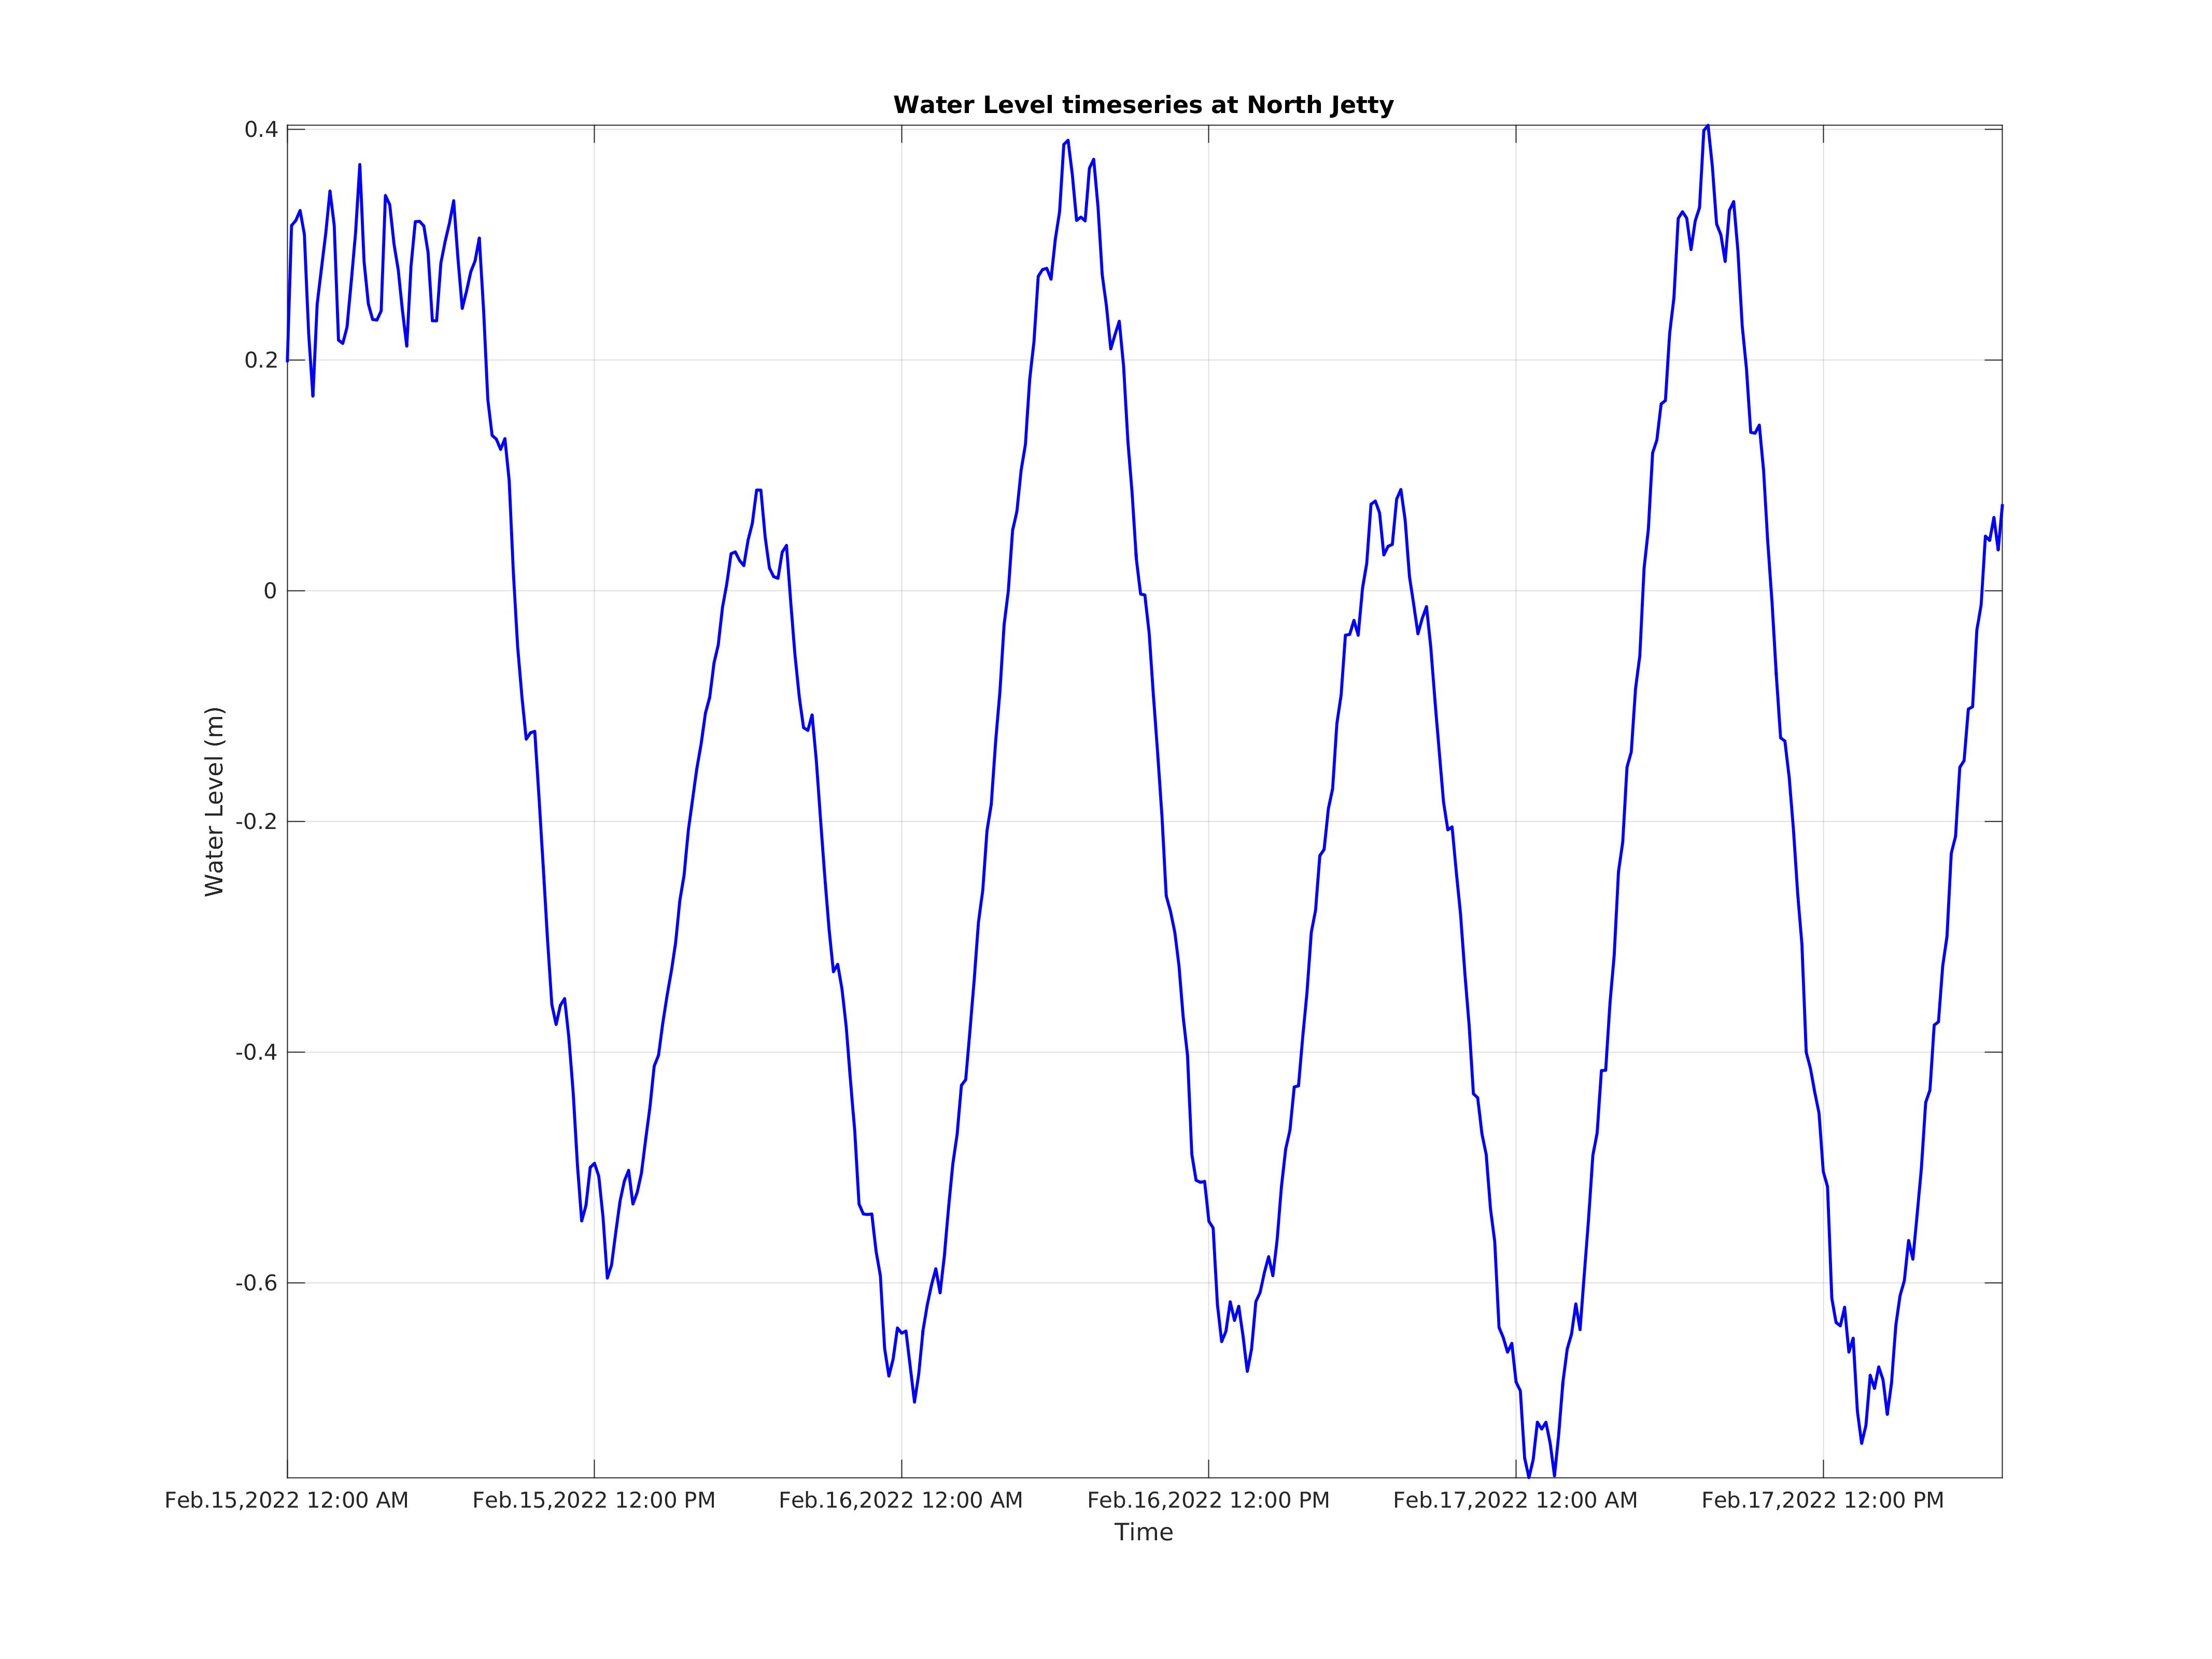 Water Level timeseries at North Jetty
0.4
0.2
0
-0.2
-0.4
-0.6
Water Level (m)
Feb.15,2022 12:00 AM
Feb.15,2022 12:00 PM
Feb.16,2022 12:00 AM
Feb.16,2022 12:00 PM
Feb.17,2022 12:00 AM
Feb.17,2022 12:00 PM
Time